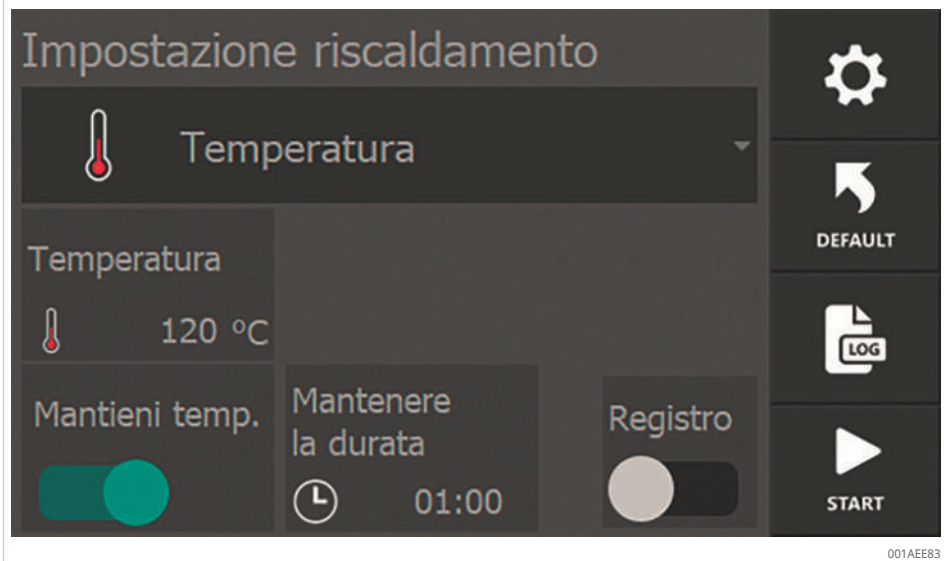 Impostazione riscaldamento
Temperatura
Temperatura
120 °C
Mantieni temp.
Mantenere
la durata
01:00
Registro
DEFAULT
LOG
START
001AEE83